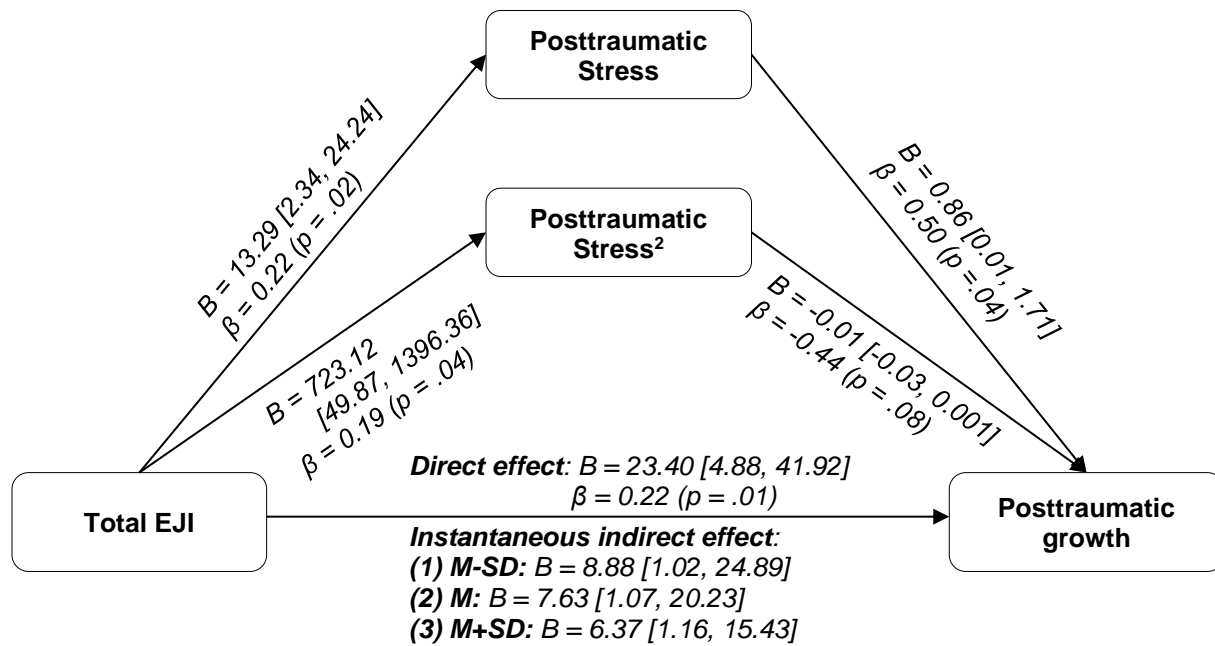 Posttraumatic
Stress
B = 13.29 [2.34, 24.24]
β = 0.22 (p = .02)
B = 0.86 [0.01, 1.71]
β = 0.50 (p =.04)
Posttraumatic
Stress²
B = 723.12
[49.87, 1396.36]
β = 0.19 (p = .04)
B = -0.01 [-0.03, 0.001]
β = -0.44 (p = .08)
Total EJI
Direct effect: B = 23.40 [4.88, 41.92]
β = 0.22 (p = .01)
Instantaneous indirect effect:
(1) M-SD: B = 8.88 [1.02, 24.89]
(2) M: B = 7.63 [1.07, 20.23]
(3) M+SD: B = 6.37 [1.16, 15.43]
Posttraumatic
growth